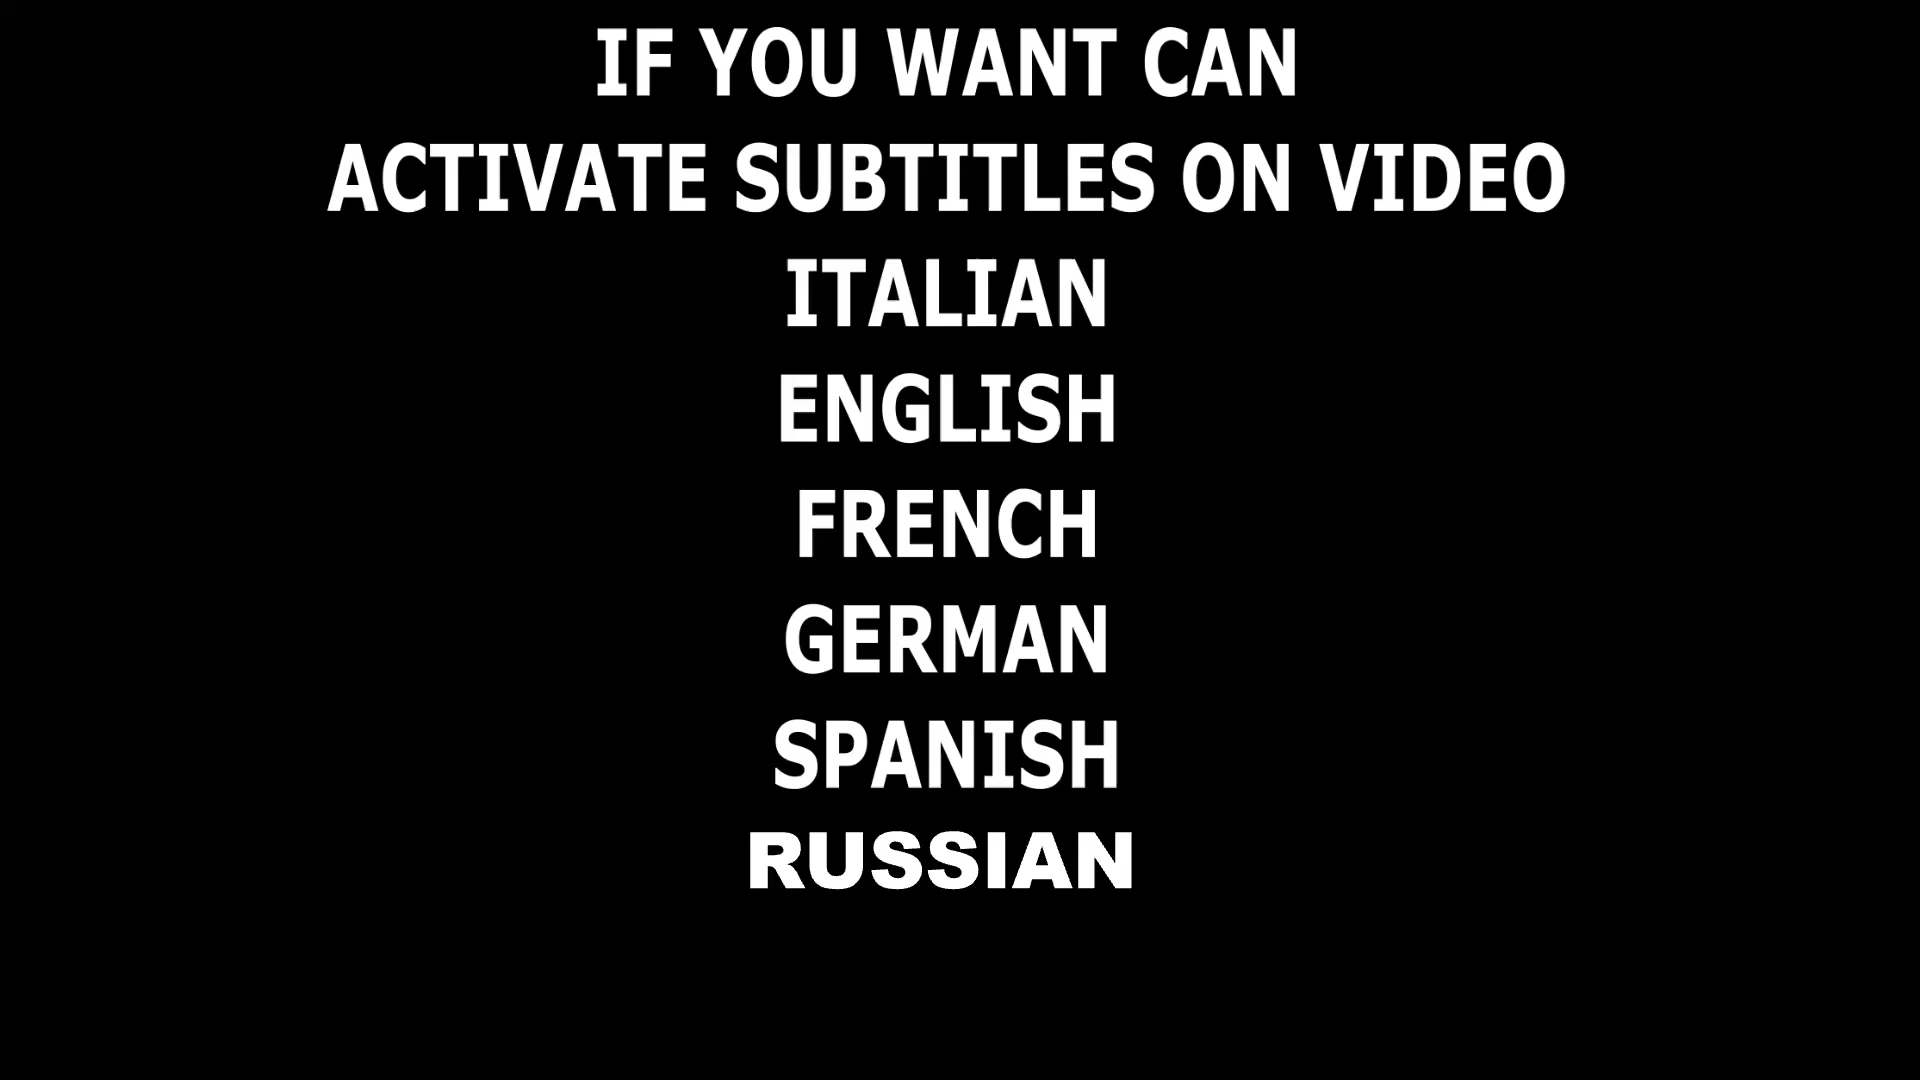 IF YOU WANT CAN
ACTIVATE SUBTITLES ON VIDEO
ITALIAN
ENGLISH
FRENCH
GERMAN
SPANISH
RUSSIAN